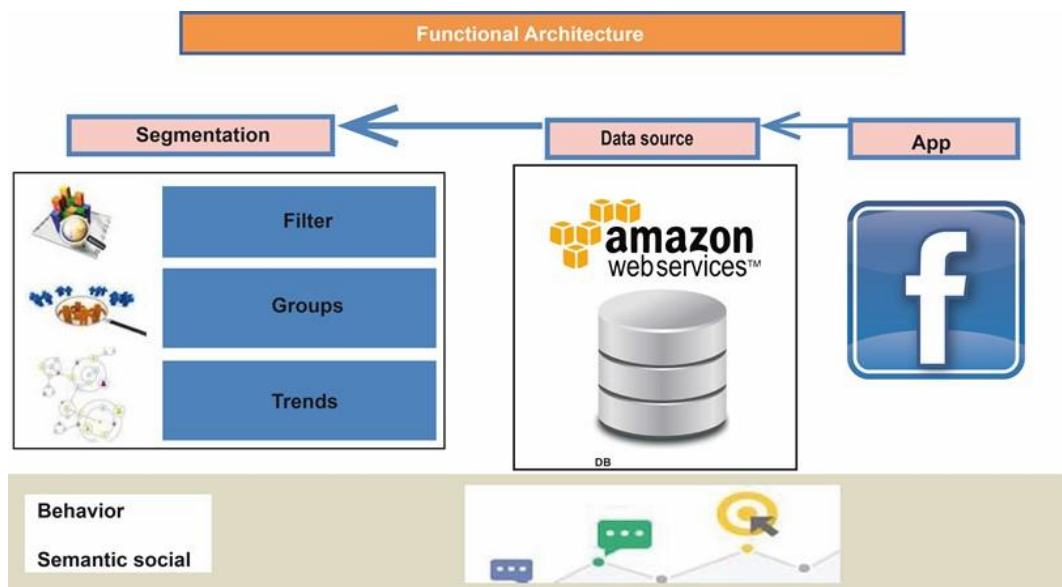 Functional Architecture
Segmentation
Data source
App
Filter
Groups
Trends
amazon
webservices™
DB
f
Behavior
Semantic social